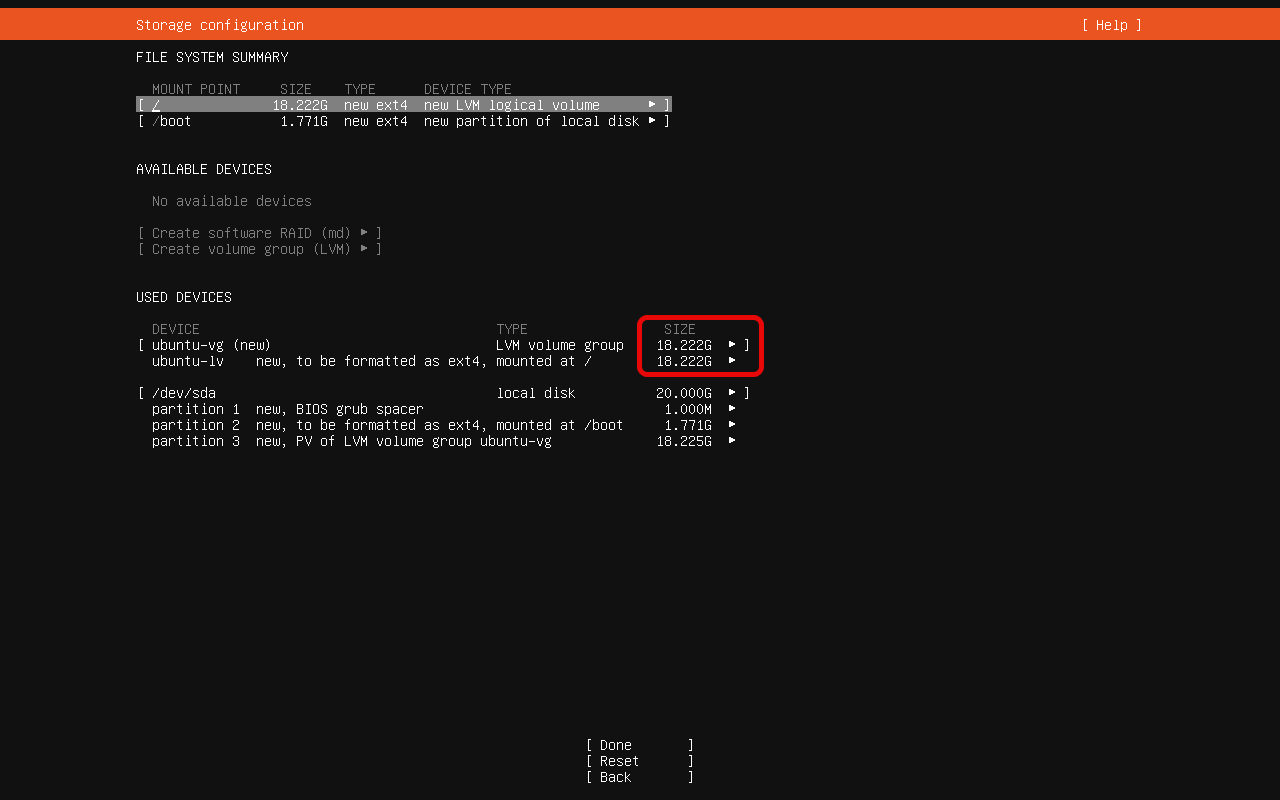 Storage configuration [ Help ]
FILE SYSTEM SUMMARY
MOUNT POINT SIZE TYPE DEVICE TYPE
[ / 18.222G new ext4 new LVM logical volume ▸ ]
[ /boot 1.771G new ext4 new partition of local disk ▸ ]
AVAILABLE DEVICES
No available devices
[ Create software RAID (md) ▸ ]
[ Create volume group (LVM) ▸ ]
USED DEVICES
DEVICE TYPE SIZE
[ ubuntu-vg (new) LVM volume group 18.222G ▸ ]
ubuntu-lv new, to be formatted as ext4, mounted at / 18.222G ▸
[ /dev/sda local disk 20.000G ▸ ]
partition 1 new, BIOS grub spacer 1.000M ▸
partition 2 new, to be formatted as ext4, mounted at /boot 1.771G ▸
partition 3 new, PV of LVM volume group ubuntu-vg 18.225G ▸
[ Done ]
[ Reset ]
[ Back ]